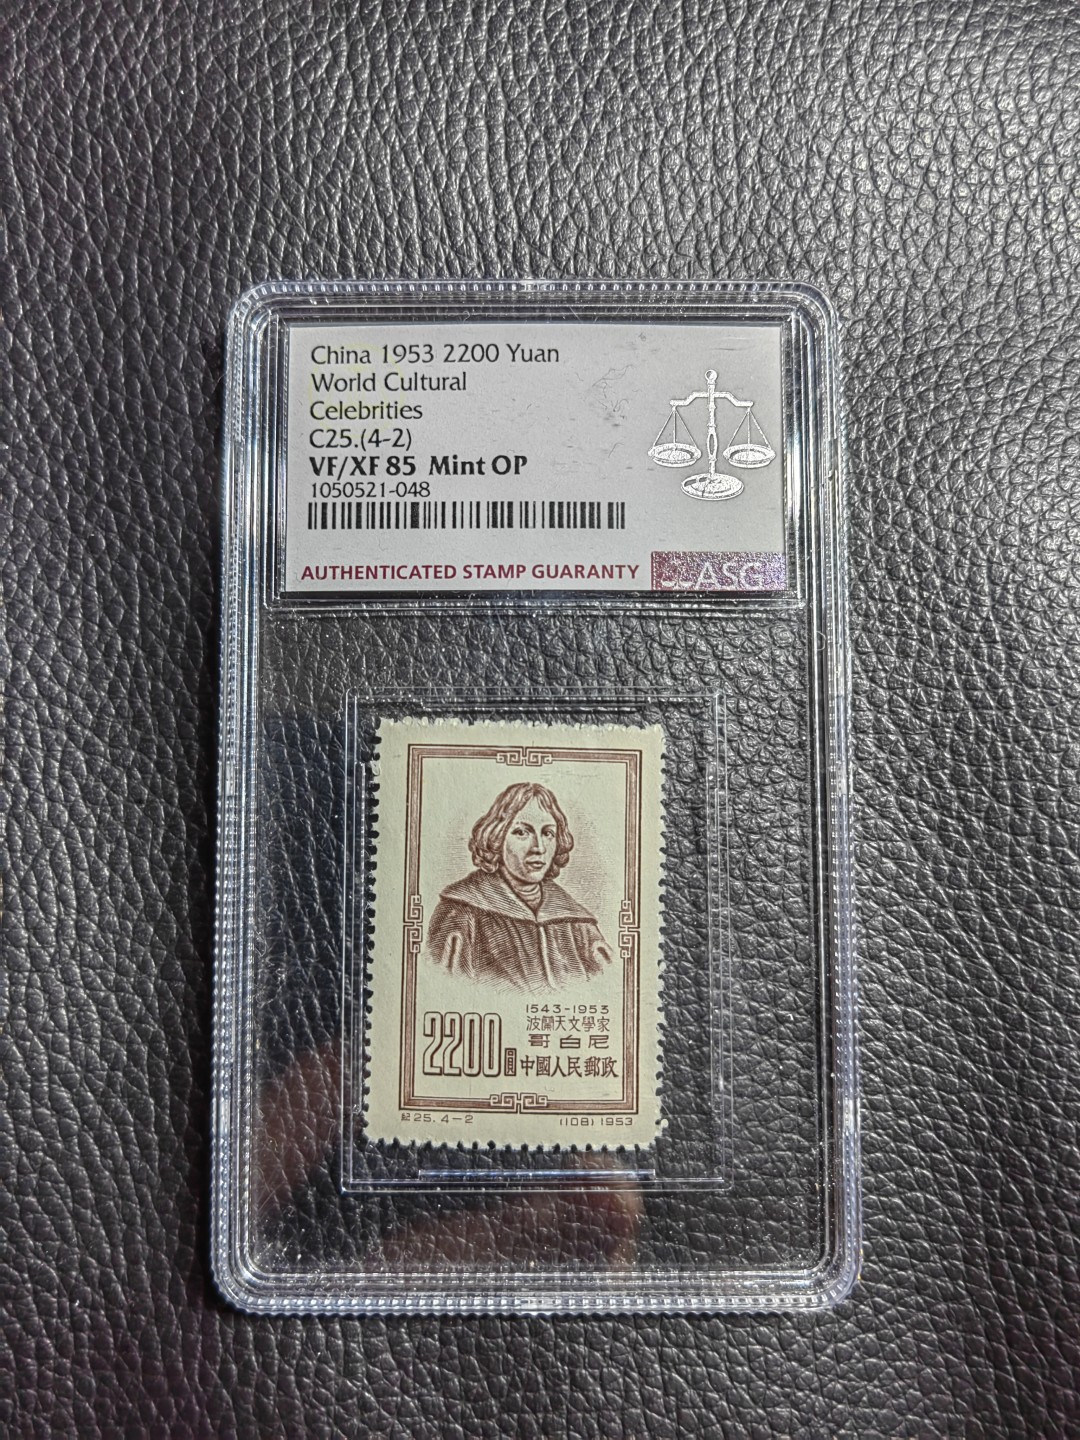 China 1953 2200 Yuan
World Cultural
Celebrities
C25.(4-2)
VF/XF 85 Mint OP
1050521-048
AUTHENTICATED STAMP GUARANTY
ASG
1543-1953
波闌天文學家
哥白尼
2200圓 中國人民郵政
紀25.4-2 (108) 1953